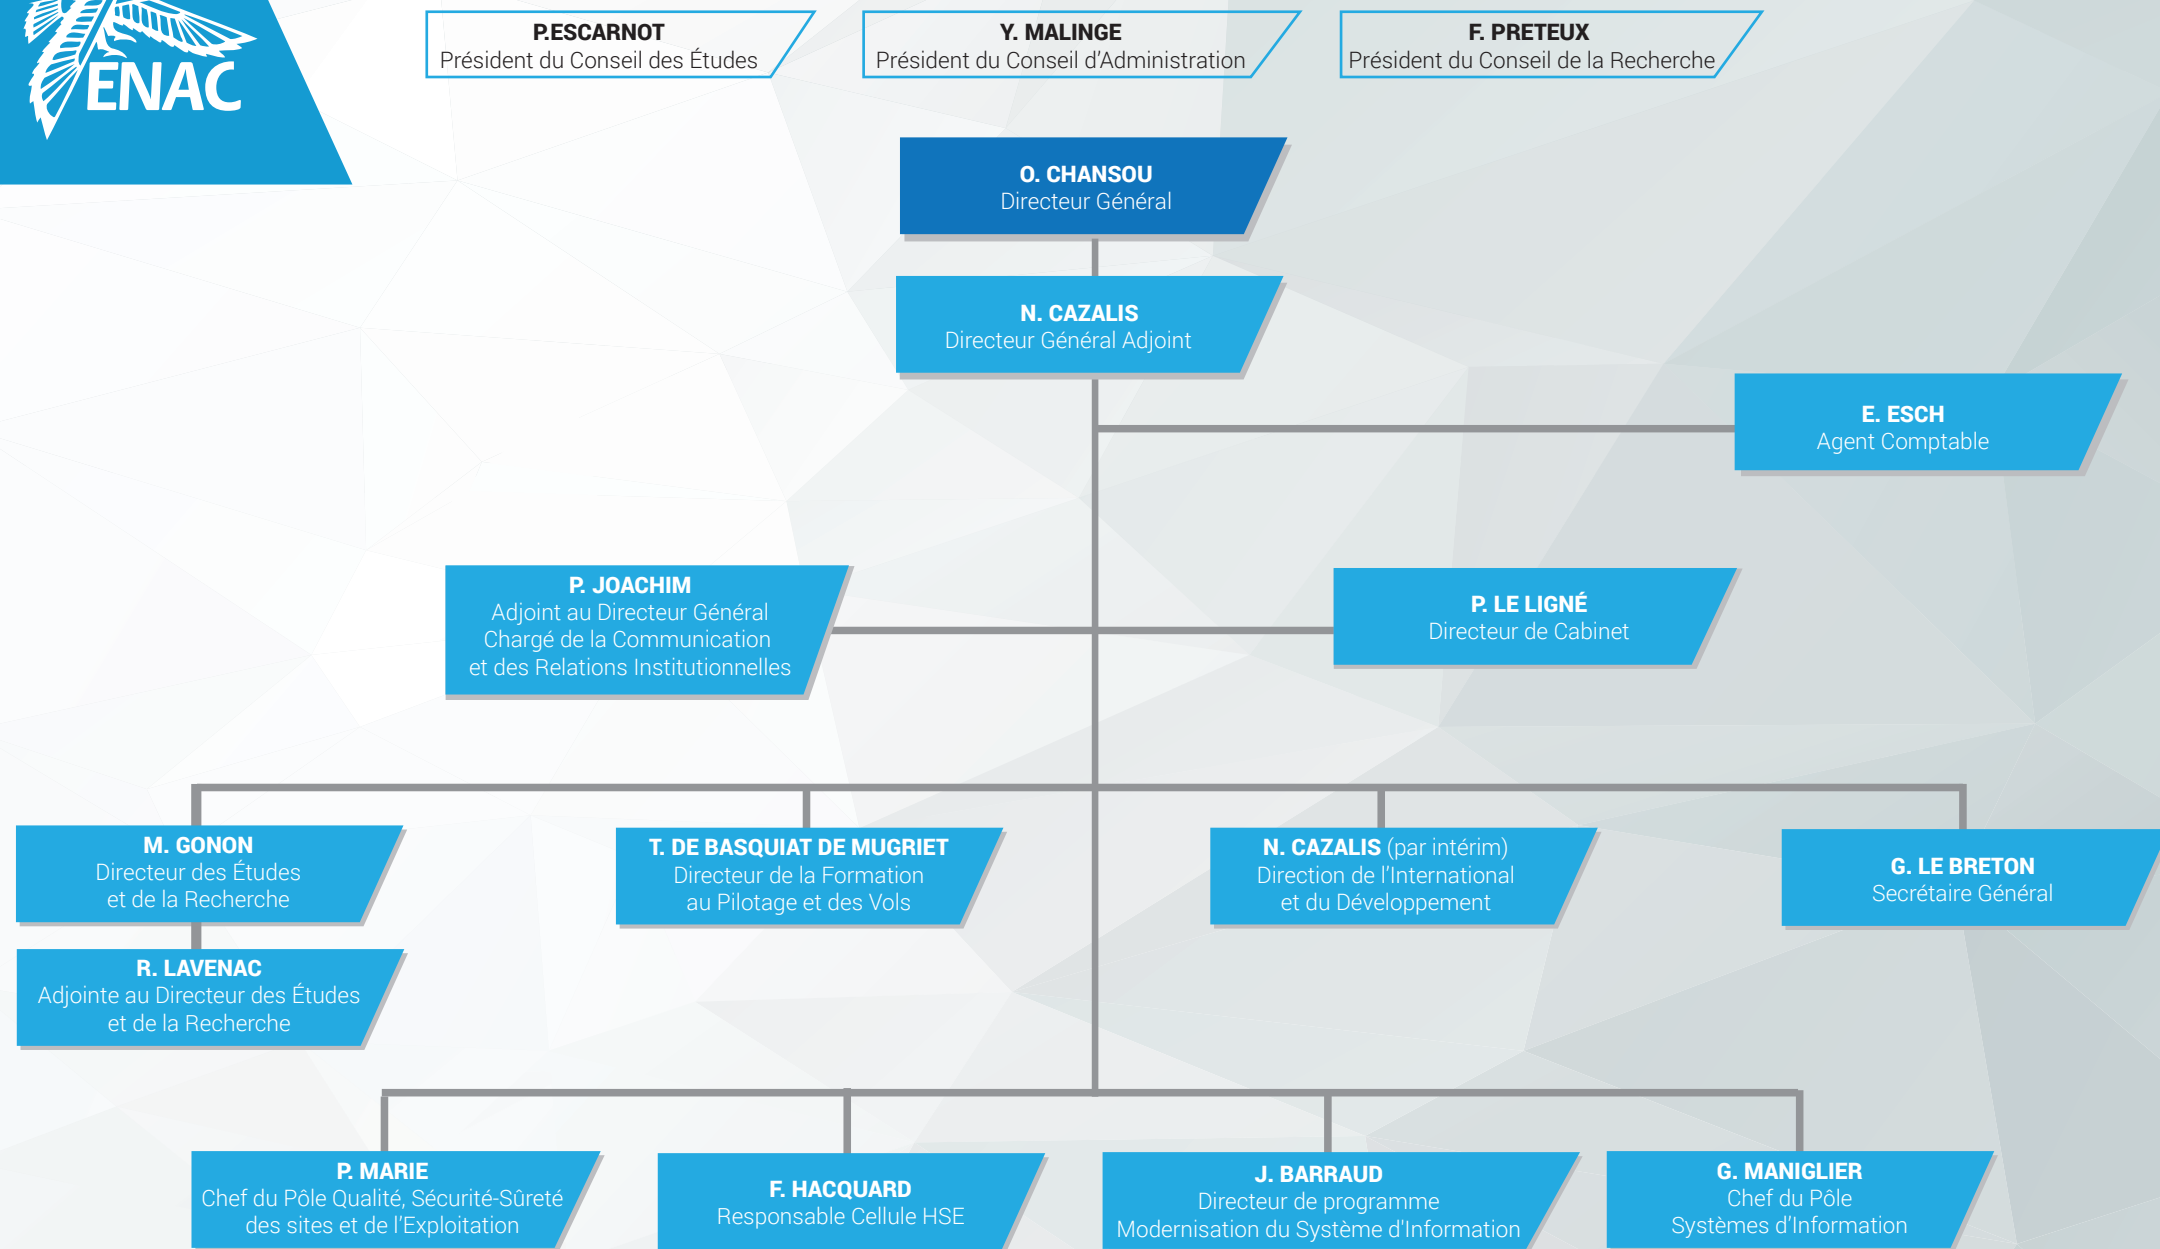 ENAC
P.ESCARNOT
Président du Conseil des Études
Y. MALINGE
Président du Conseil d'Administration
F. PRETEUX
Président du Conseil de la Recherche
O. CHANSOU
Directeur Général
N. CAZALIS
Directeur Général Adjoint
E. ESCH
Agent Comptable
P. JOACHIM
Adjoint au Directeur Général
Chargé de la Communication
et des Relations Institutionnelles
P. LE LIGNÉ
Directeur de Cabinet
M. GONON
Directeur des Études
et de la Recherche
T. DE BASQUIAT DE MUGRIET
Directeur de la Formation
au Pilotage et des Vols
N. CAZALIS (par intérim)
Direction de l'International
et du Développement
G. LE BRETON
Secrétaire Général
R. LAVENAC
Adjointe au Directeur des Études
et de la Recherche
P. MARIE
Chef du Pôle Qualité, Sécurité-Sûreté
des sites et de l'Exploitation
F. HACQUARD
Responsable Cellule HSE
J. BARRAUD
Directeur de programme
Modernisation du Système d'Information
G. MANIGLIER
Chef du Pôle
Systèmes d'Information